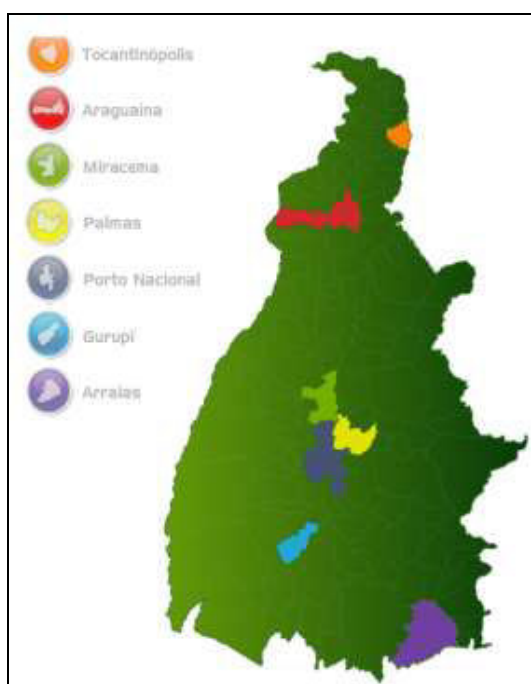 Tocantinópolis
Araguaina
Miracema
Palmas
Porto Nacional
Gurupi
Arraias